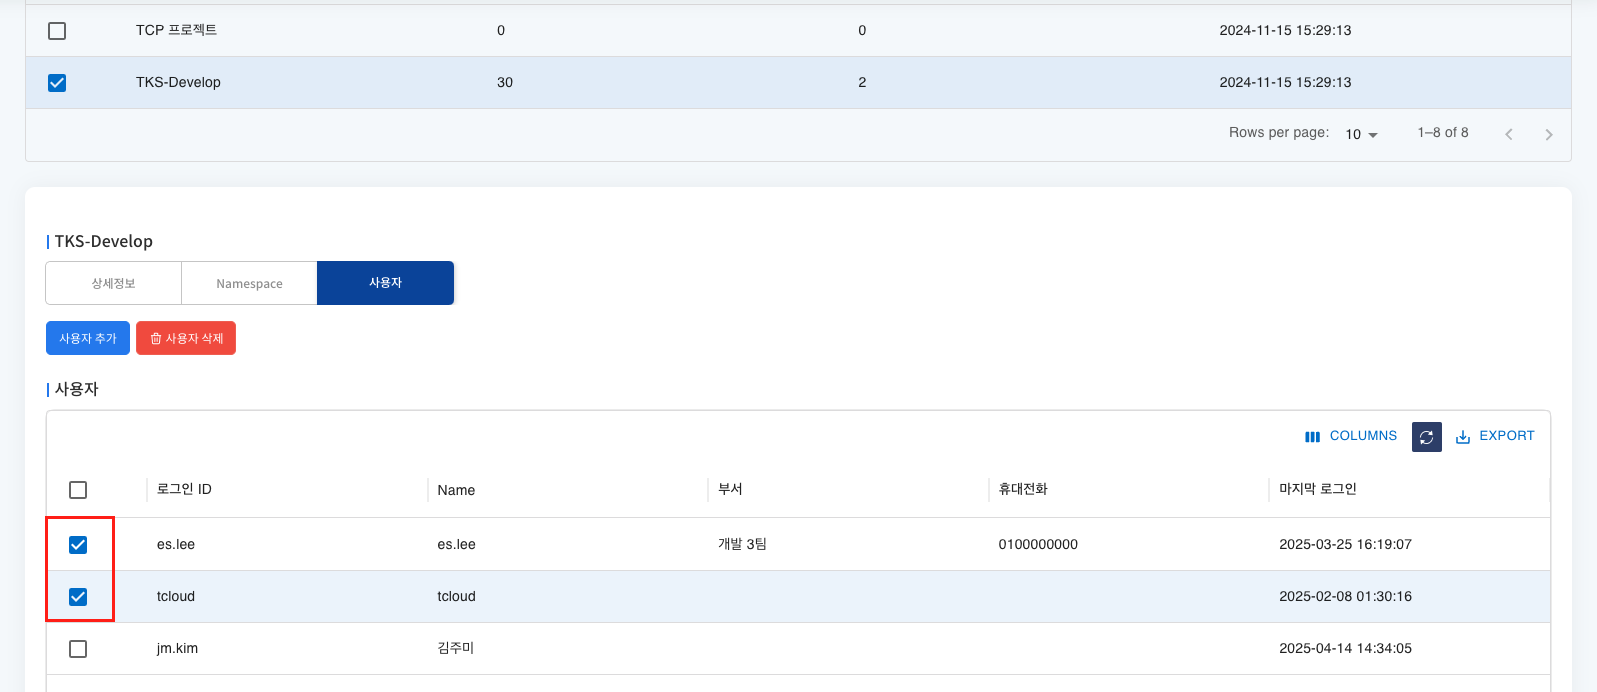 TCP 프로젝트 0 0 2024-11-15 15:29:13
TKS-Develop 30 2 2024-11-15 15:29:13
Rows per page: 10 1–8 of 8
TKS-Develop
상세정보 Namespace 사용자
사용자 추가 사용자 삭제
사용자
COLUMNS EXPORT
로그인 ID Name 부서 휴대전화 마지막 로그인
es.lee es.lee 개발 3팀 0100000000 2025-03-25 16:19:07
tcloud tcloud 2025-02-08 01:30:16
jm.kim 김주미 2025-04-14 14:34:05